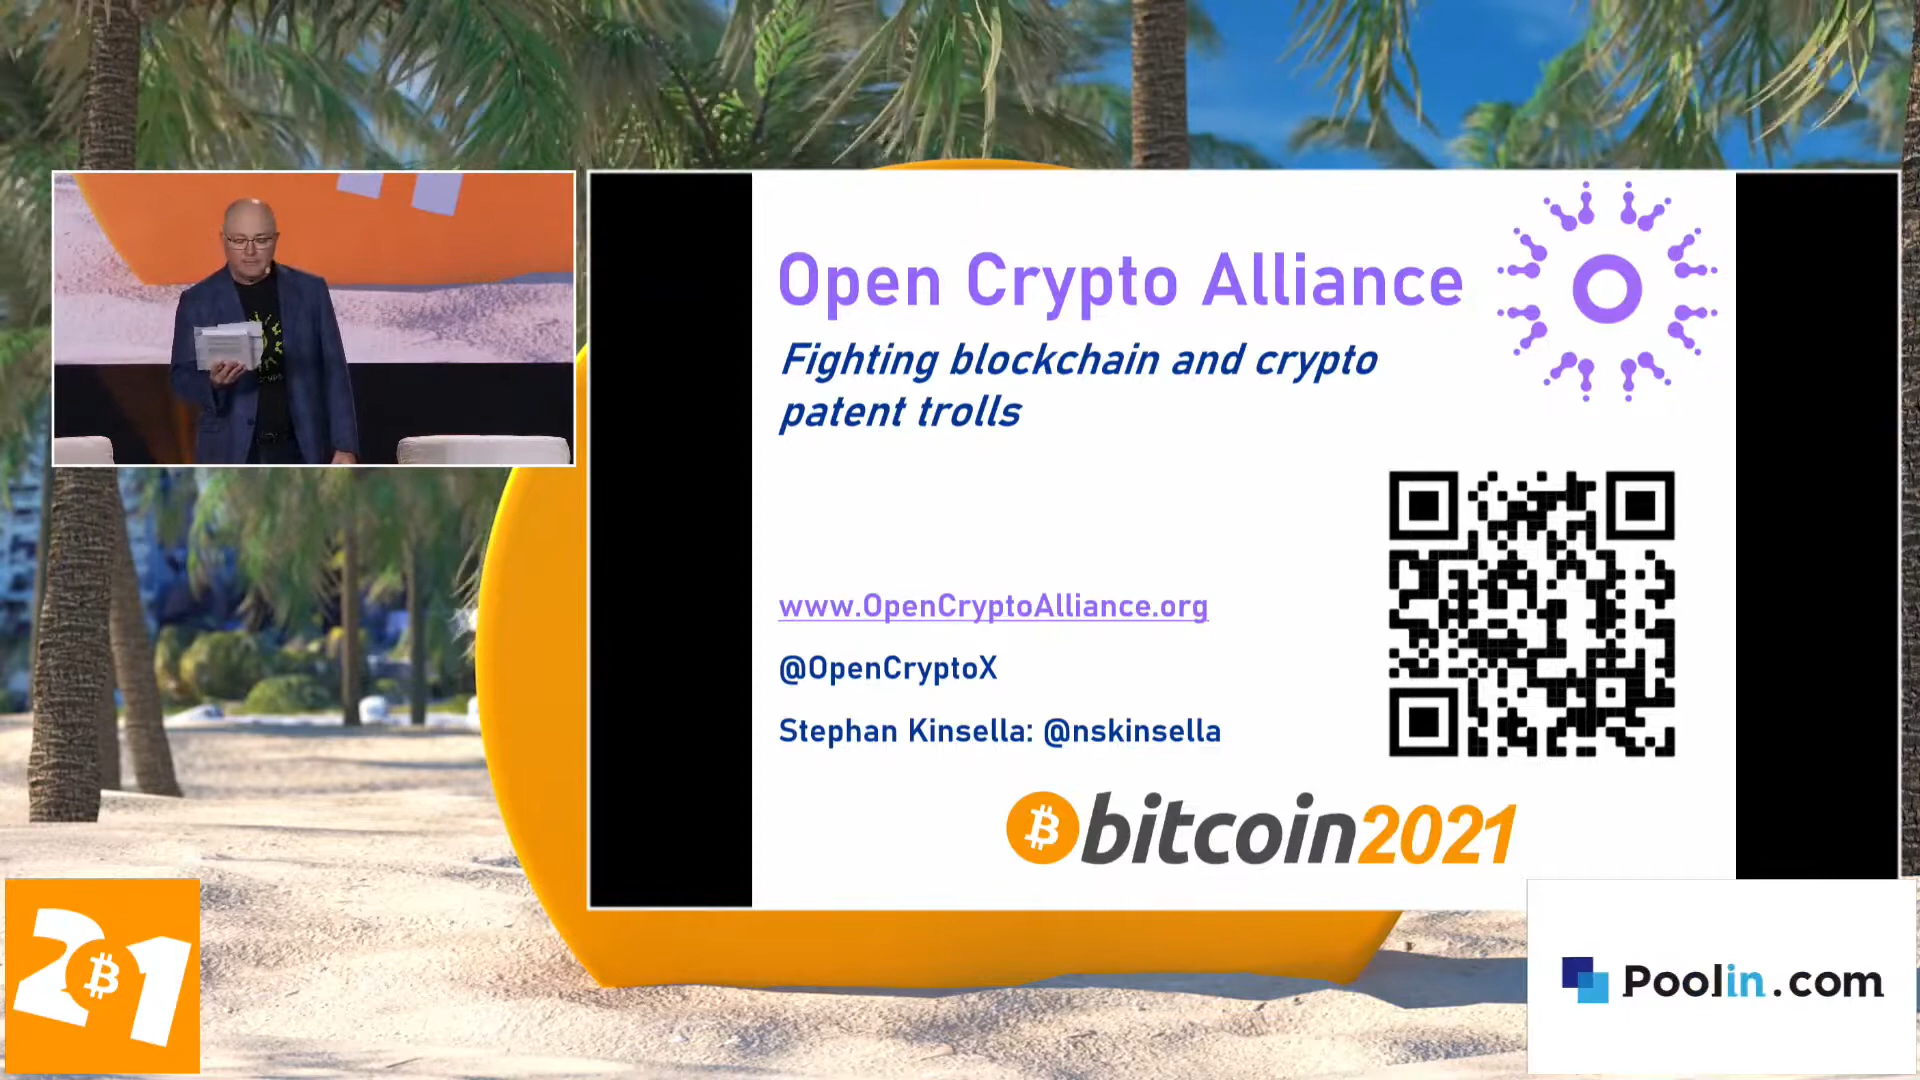 Open Crypto Alliance
Fighting blockchain and crypto
patent trolls
www.OpenCryptoAlliance.org
@OpenCryptoX
Stephan Kinsella: @nskinsella
bitcoin2021
21
Poolin.com